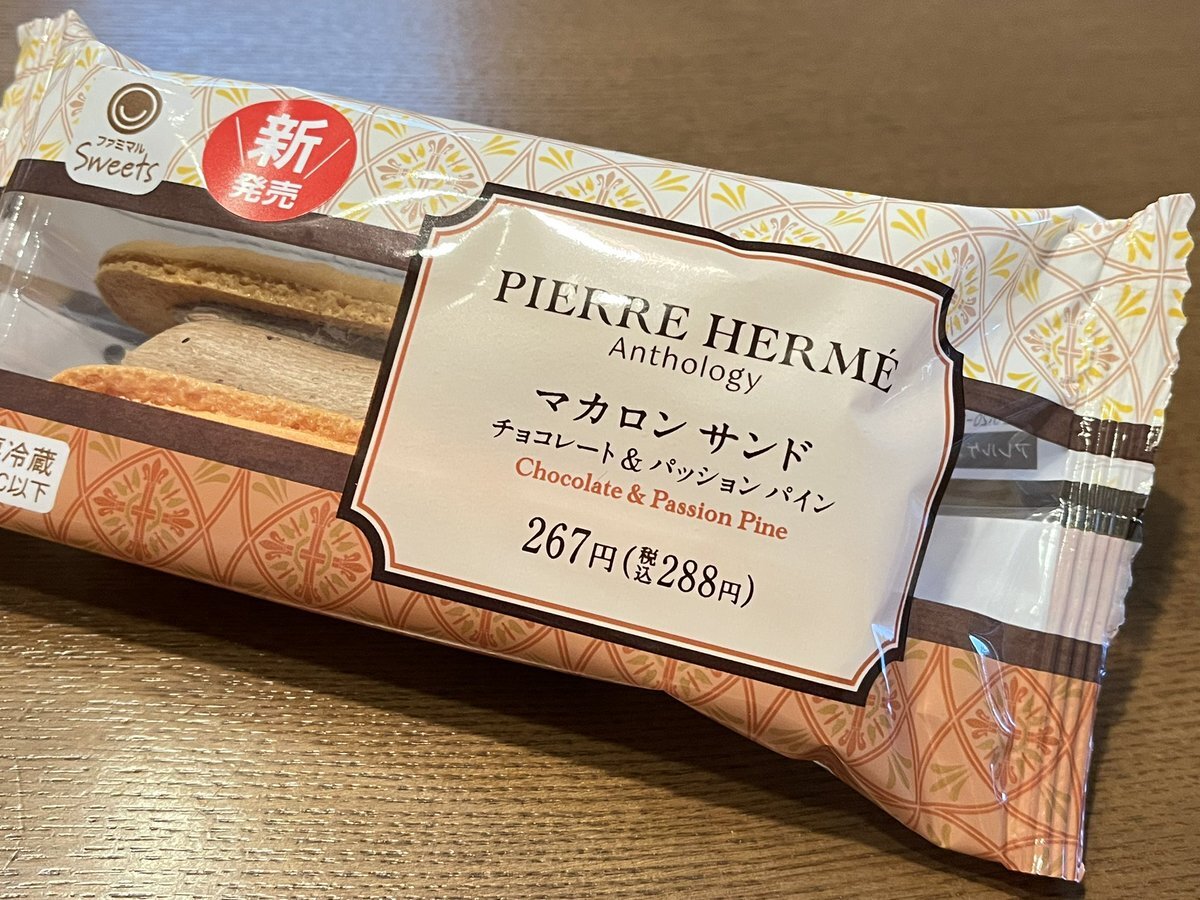 ファミマル
Sweets
新
発売
PIERRE HERMÉ
Anthology
マカロン サンド
チョコレート& パッション パイン
Chocolate & Passion Pine
267円(税込288円)
冷蔵
℃以下